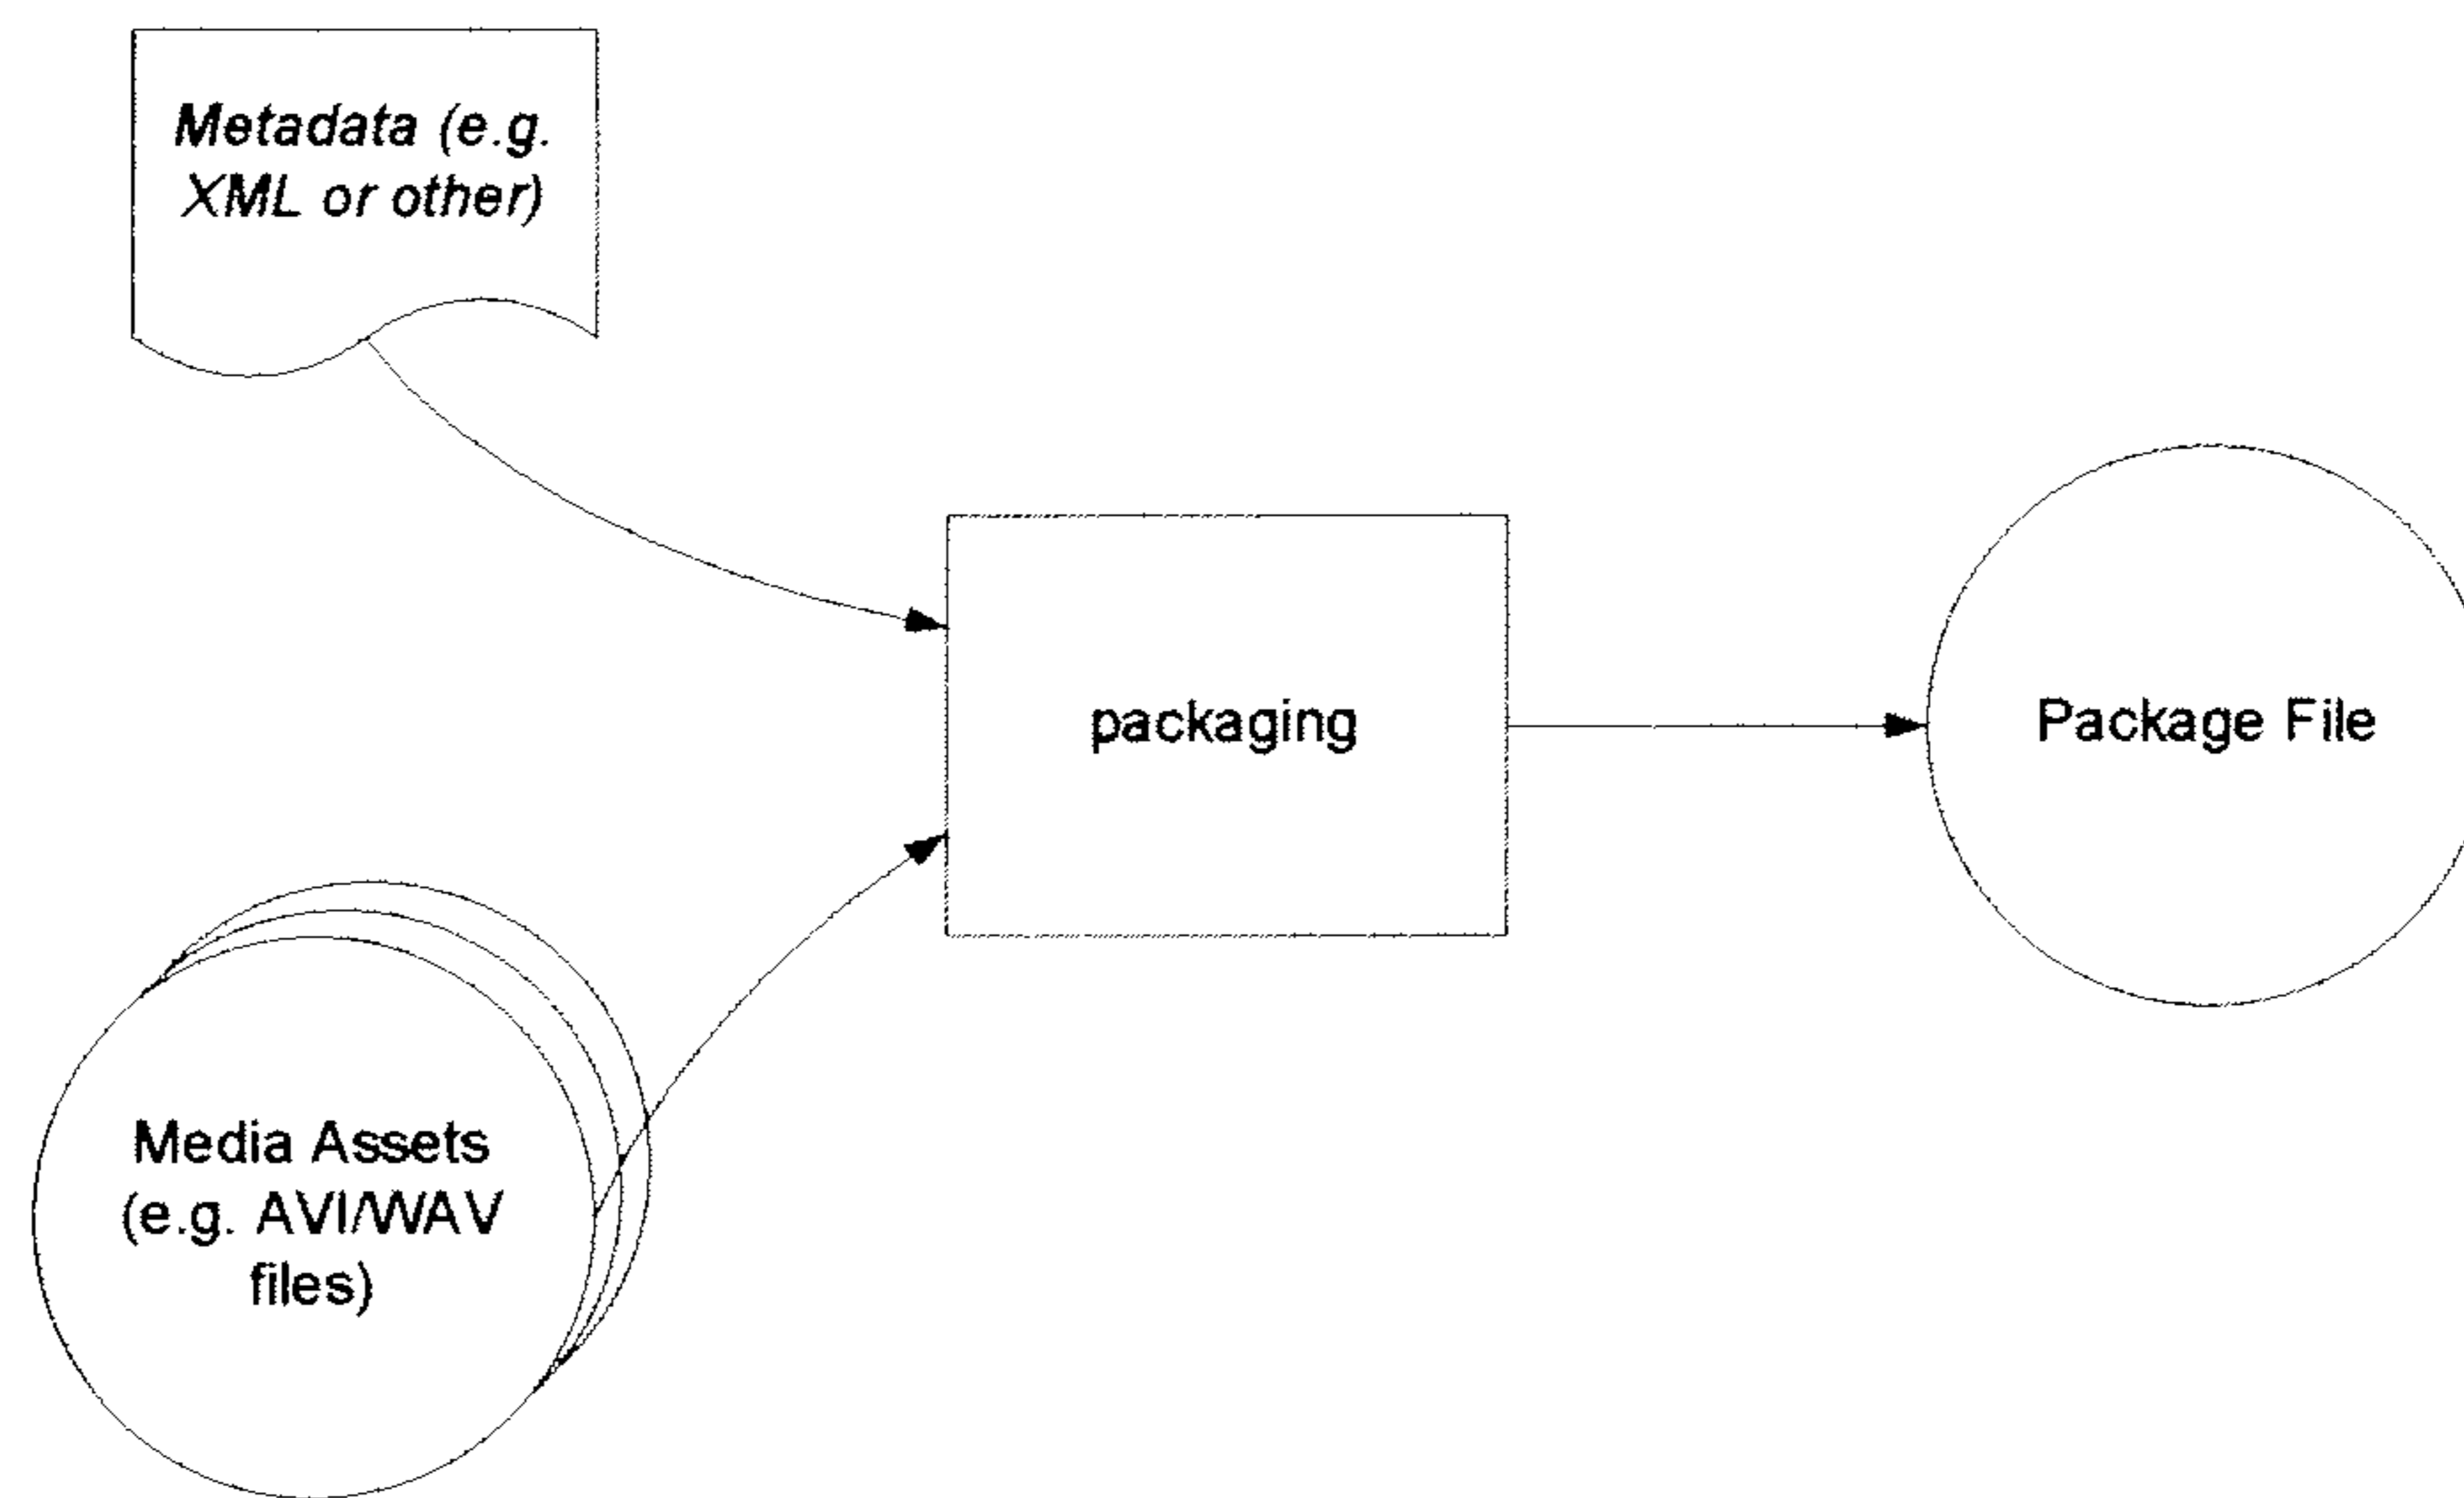 Metadata (e.g.
XML or other)
packaging
Package File
Media Assets
(e.g. AVI/WAV
files)